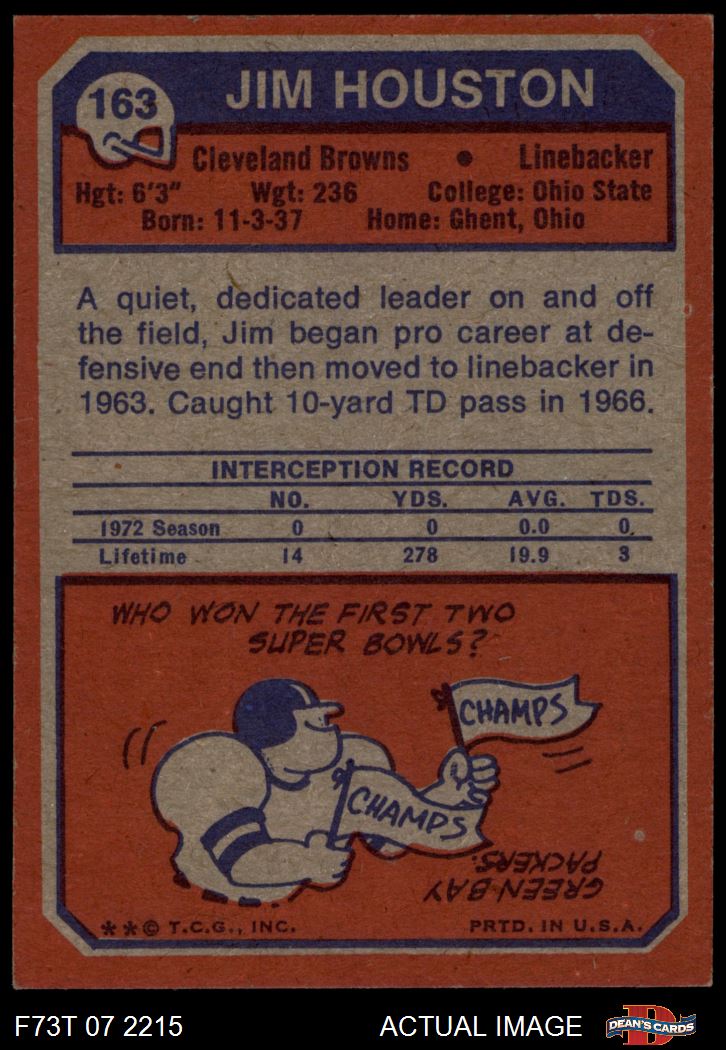 163 JIM HOUSTON
Cleveland Browns • Linebacker
Hgt: 6'3" Wgt: 236 College: Ohio State
Born: 11-3-37 Home: Ghent, Ohio
A quiet, dedicated leader on and off
the field, Jim began pro career at de-
fensive end then moved to linebacker in
1963. Caught 10-yard TD pass in 1966.
INTERCEPTION RECORD
NO. YDS. AVG. TDS.
1972 Season 0 0 0.0 0
Lifetime 14 278 19.9 3
WHO WON THE FIRST TWO
SUPER BOWLS?
CHAMPS
CHAMPS
GREEN BAY
PACKERS.
**© T.C.G., INC. PRTD. IN U.S.A.
F73T 07 2215 ACTUAL IMAGE D DEAN'S CARDS